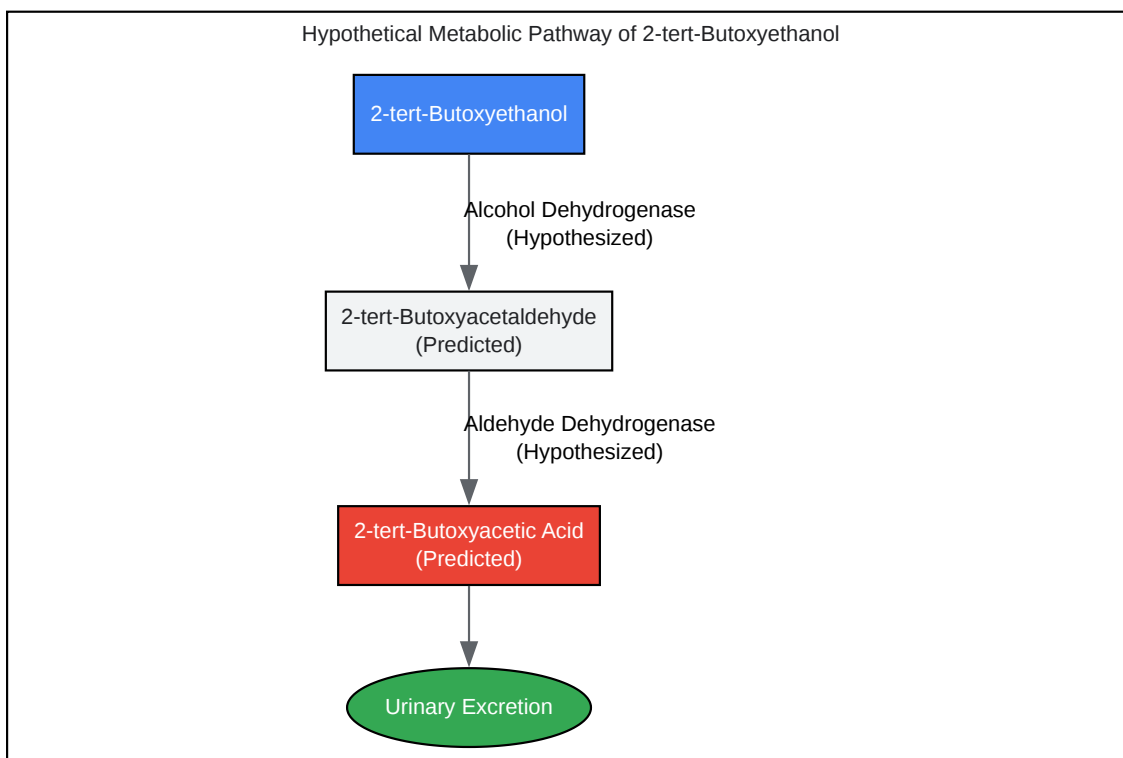 Hypothetical Metabolic Pathway of 2-tert-Butoxyethanol
2-tert-Butoxyethanol
Alcohol Dehydrogenase
(Hypothesized)
2-tert-Butoxyacetaldehyde
(Predicted)
Aldehyde Dehydrogenase
(Hypothesized)
2-tert-Butoxyacetic Acid
(Predicted)
Urinary Excretion